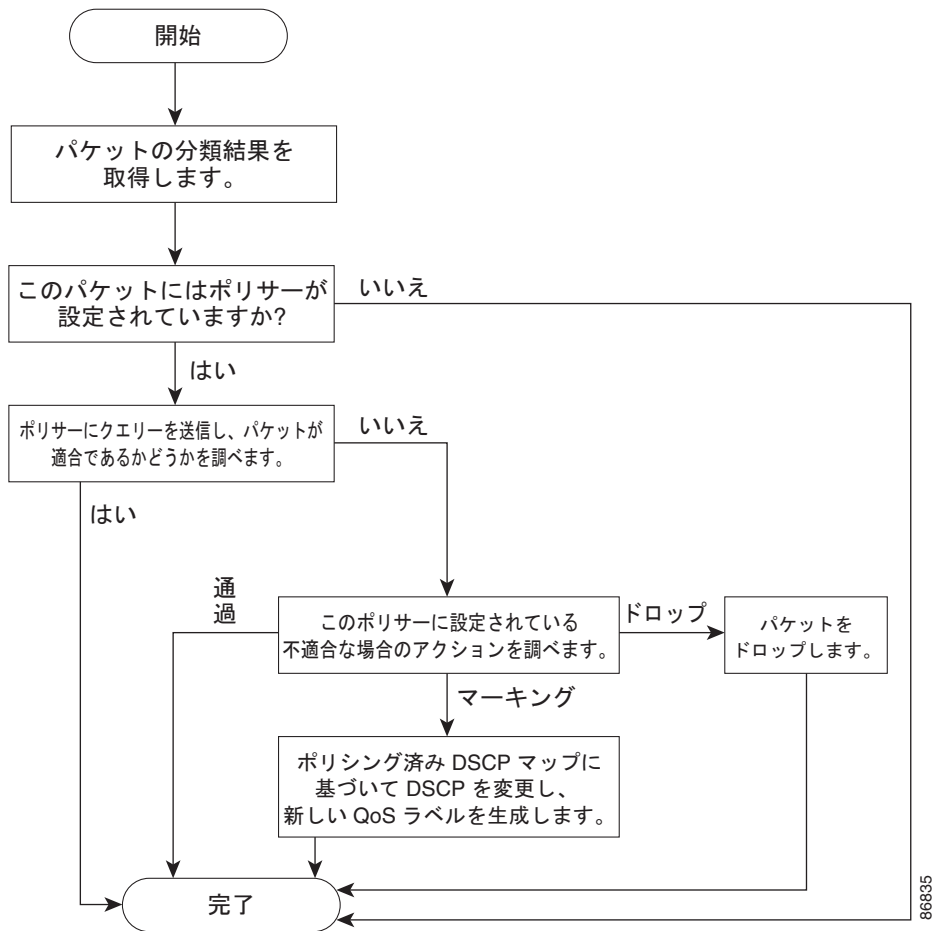 開始
パケットの分類結果を
取得します。
このパケットにはポリサーが
設定されていますか?
いいえ
はい
ポリサーにクエリーを送信し、パケットが
適合であるかどうかを調べます。
いいえ
はい
通
過
このポリサーに設定されている
不適合な場合のアクションを調べます。
ドロップ
パケットを
ドロップします。
マーキング
ポリシング済み DSCP マップに
基づいて DSCP を変更し、
新しい QoS ラベルを生成します。
完了
86835